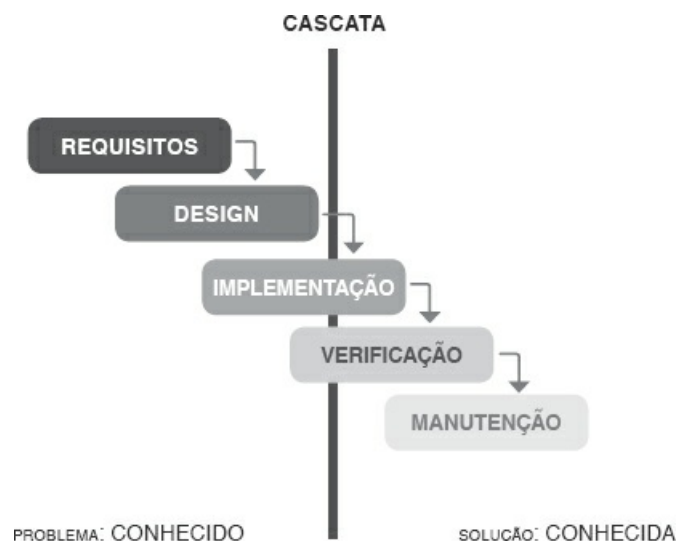 CASCATA
REQUISITOS
DESIGN
IMPLEMENTAÇÃO
VERIFICAÇÃO
MANUTENÇÃO
PROBLEMA: CONHECIDO
SOLUÇÃO: CONHECIDA